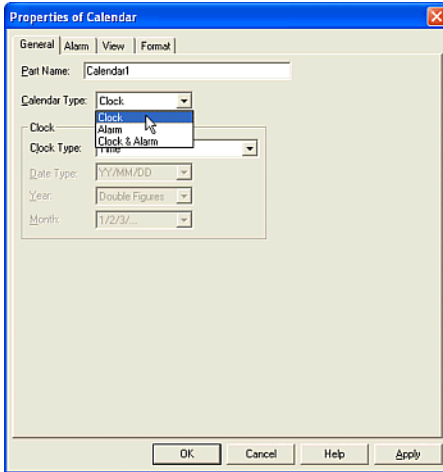 Properties of Calendar
General Alarm View Format
Part Name: Calendar1
Calendar Type: Clock
Clock
Alarm
Clock & Alarm
Clock
Clock Type: Time
Date Type: YY/MM/DD
Year: Double Figures
Month: 1/2/3/...
OK Cancel Help Apply